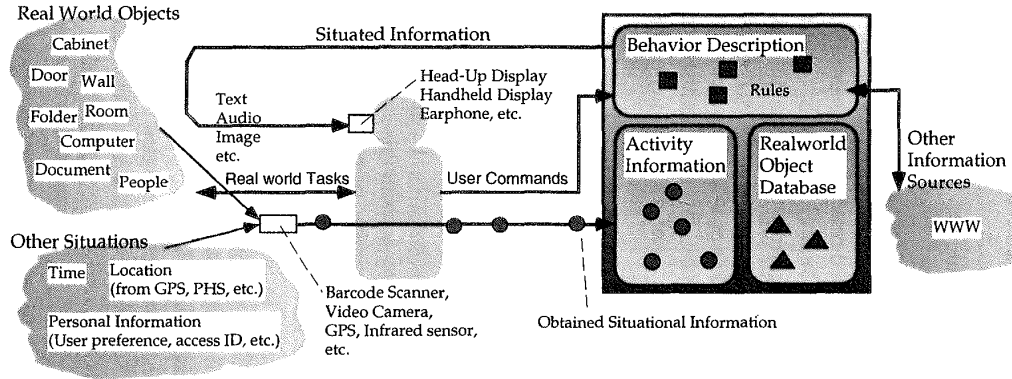 Real World Objects
Cabinet
Door
Wall
Folder
Room
Computer
Document
People
Other Situations
Time
Location
(from GPS, PHS, etc.)
Personal Information
(User preference, access ID, etc.)
Situated Information
Text
Audio
Image
etc.
Head-Up Display
Handheld Display
Earphone, etc.
Real world Tasks
User Commands
Barcode Scanner,
Video Camera,
GPS, Infrared sensor,
etc.
Obtained Situational Information
Behavior Description
Rules
Activity
Information
Realworld
Object
Database
Other
Information
Sources
WWW